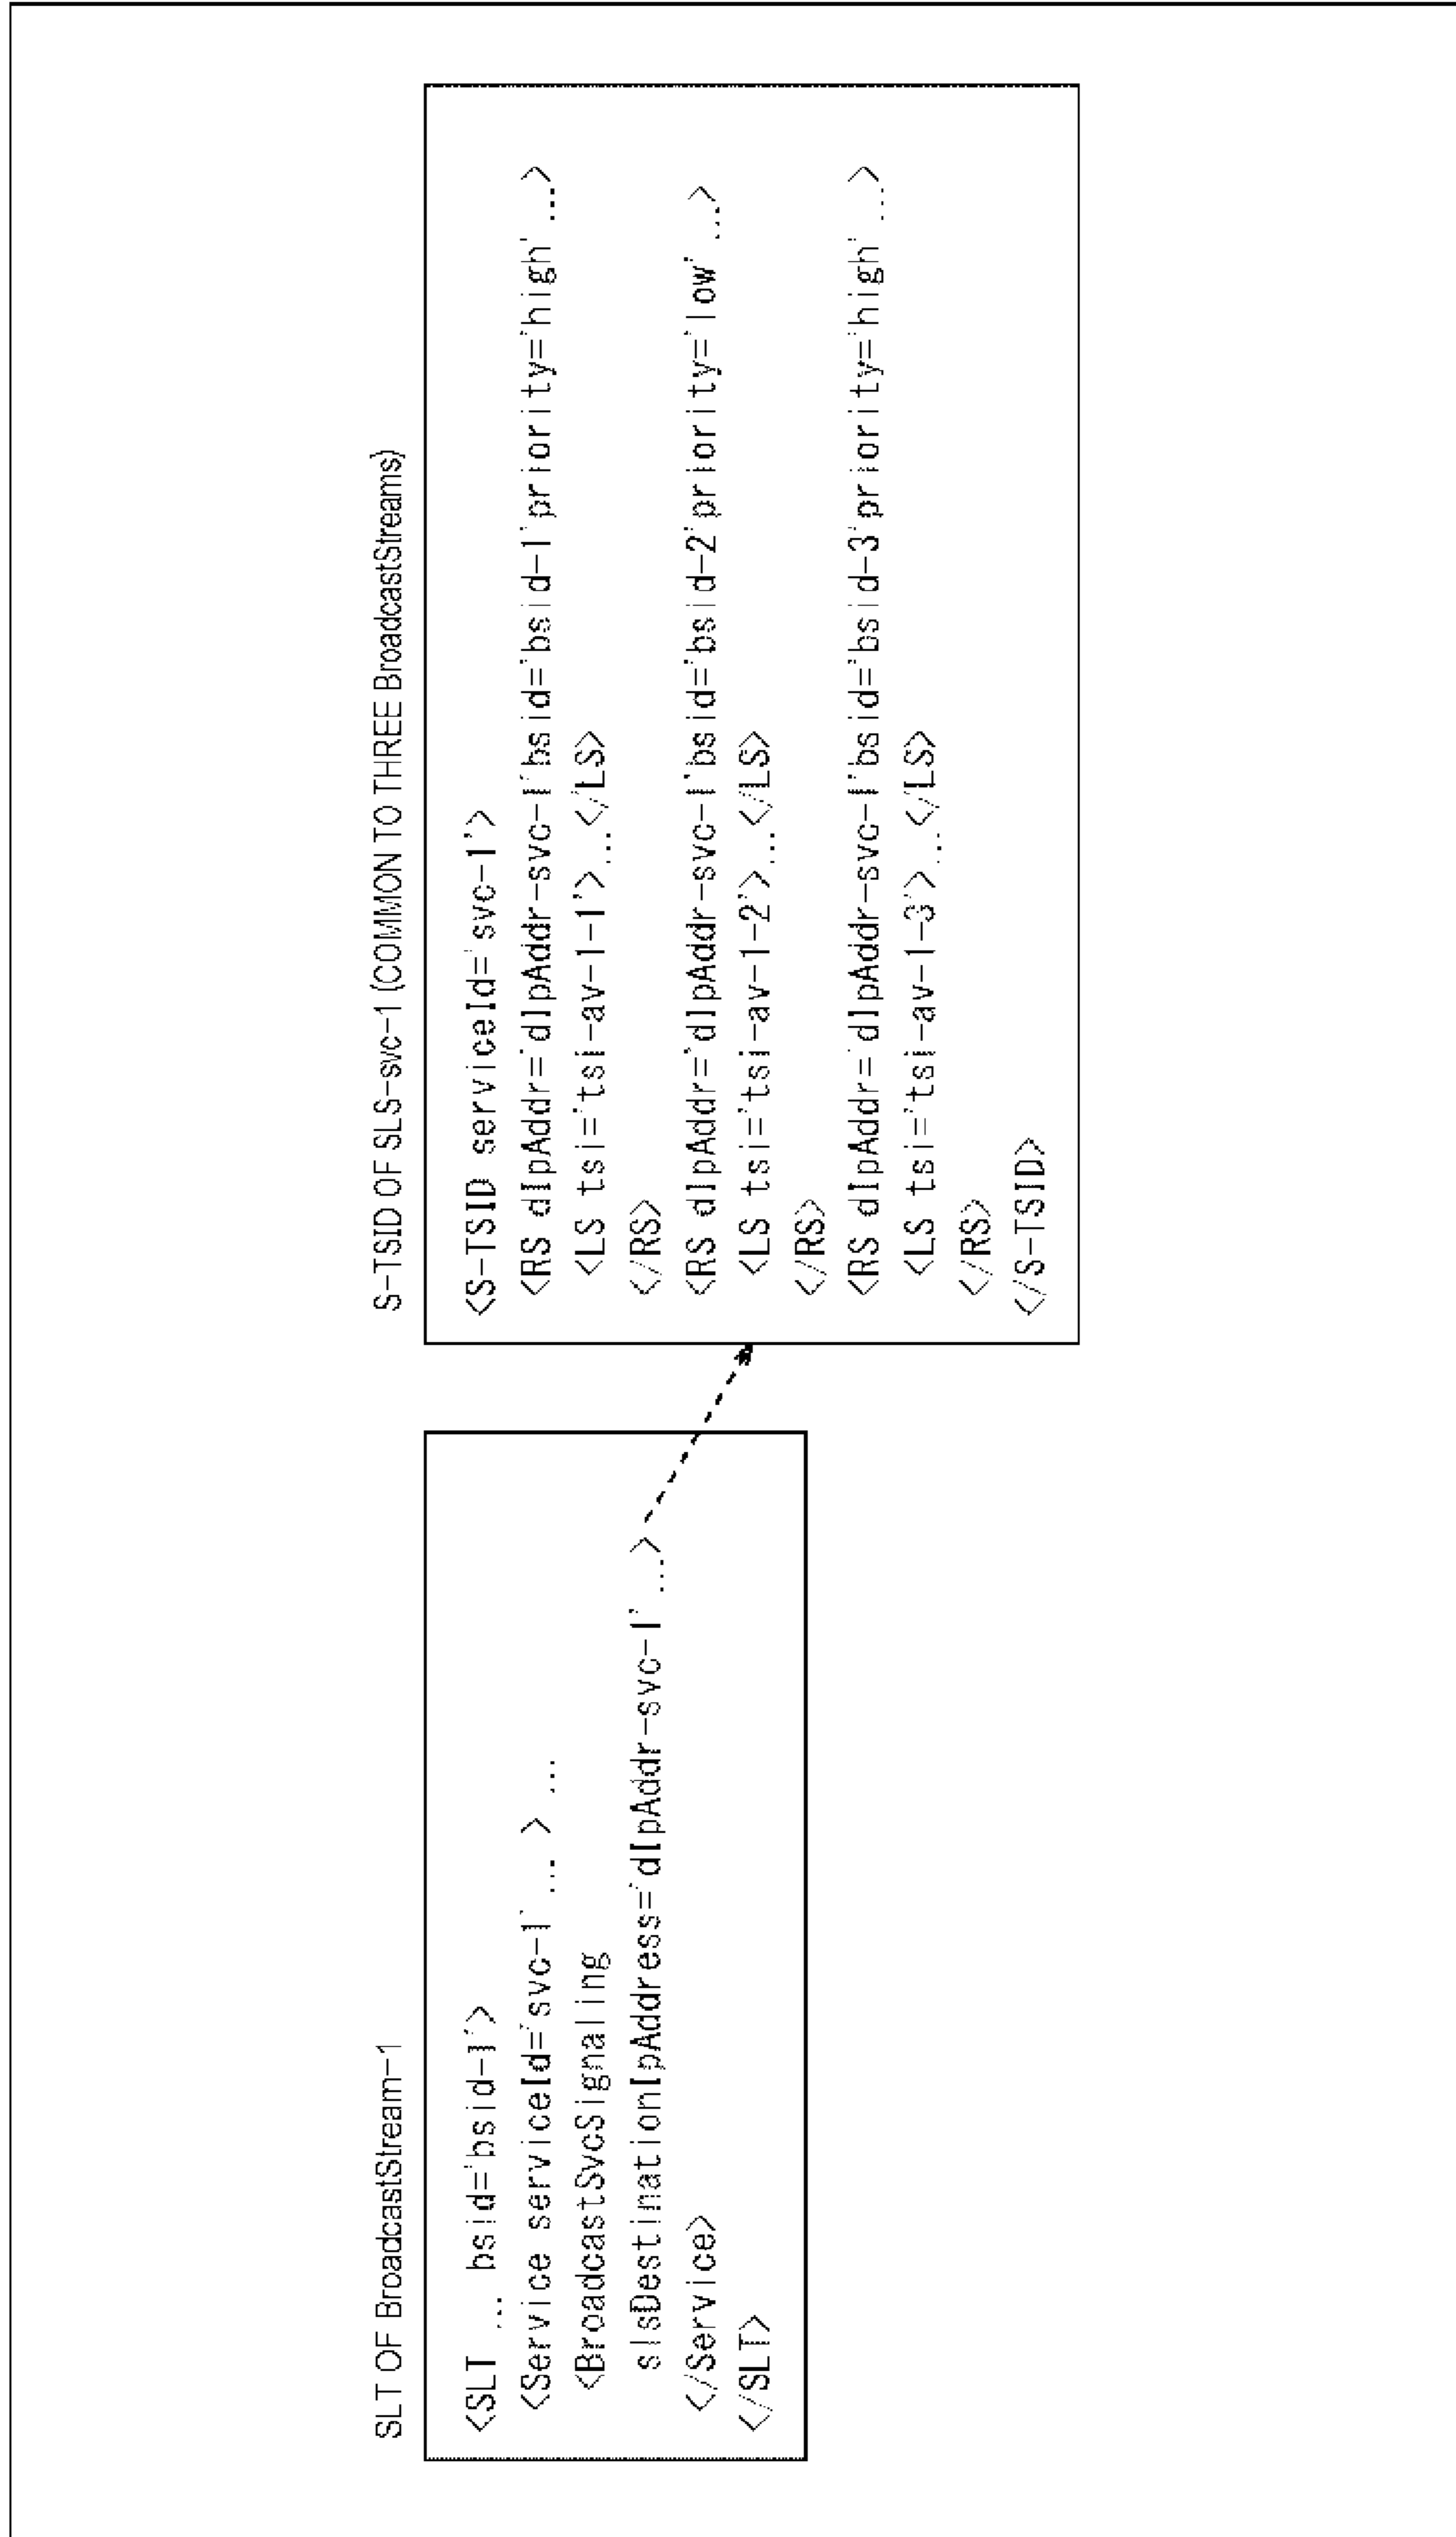 SLT OF BroadcastStream-1
<SLT ... bsid='bsid-1'>
<Service serviceId='svc-1' ... > ...
<BroadcastSvcSignaling
slsDestinationIpAddress='dIpAddr-svc-1' ...>
</Service>
</SLT>
S-TSID OF SLS-svc-1 (COMMON TO THREE BroadcastStreams)
<S-TSID serviceId='svc-1'>
<RS dIpAddr='dIpAddr-svc-1'bsid='bsid-1'priority='high' ...>
<LS tsi='tsi-av-1-1'>...</LS>
</RS>
<RS dIpAddr='dIpAddr-svc-1'bsid='bsid-2'priority='low' ...>
<LS tsi='tsi-av-1-2'>...</LS>
</RS>
<RS dIpAddr='dIpAddr-svc-1'bsid='bsid-3'priority='high' ...>
<LS tsi='tsi-av-1-3'>...</LS>
</RS>
</S-TSID>